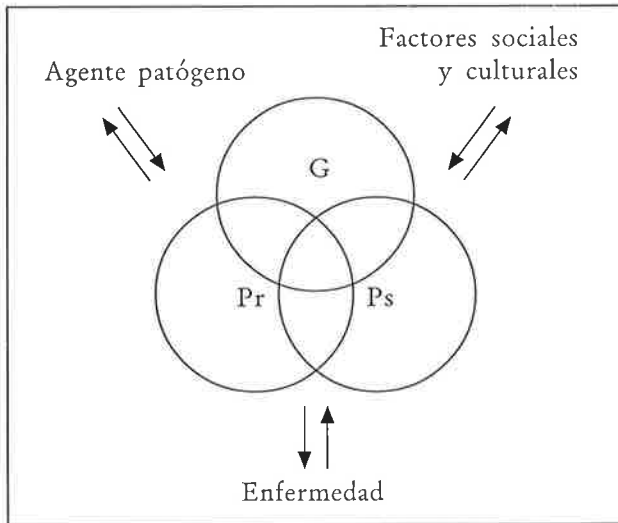 Factores sociales
y culturales
Agente patógeno
G
Pr
Ps
Enfermedad